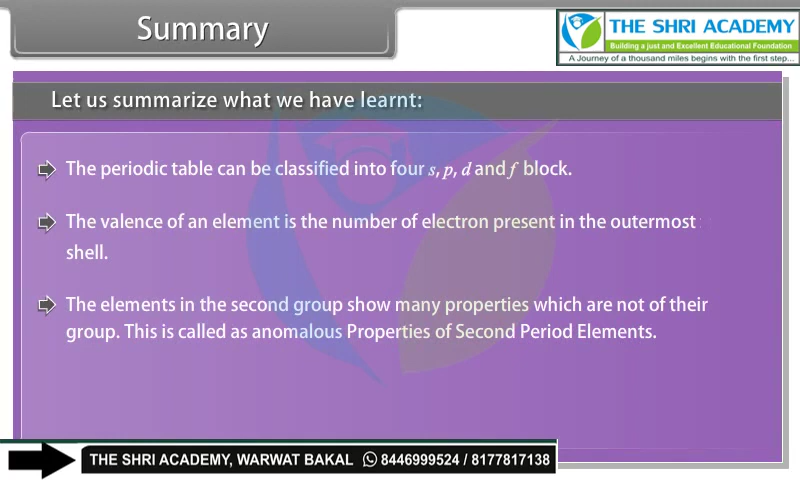 Summary
THE SHRI ACADEMY
Building a just and Excellent Educational Foundation
A Journey of a thousand miles begins with the first step...
Let us summarize what we have learnt:
The periodic table can be classified into four s, p, d and f block.
The valence of an element is the number of electron present in the outermost
shell.
The elements in the second group show many properties which are not of their
group. This is called as anomalous Properties of Second Period Elements.
THE SHRI ACADEMY, WARWAT BAKAL 8446999524 / 8177817138